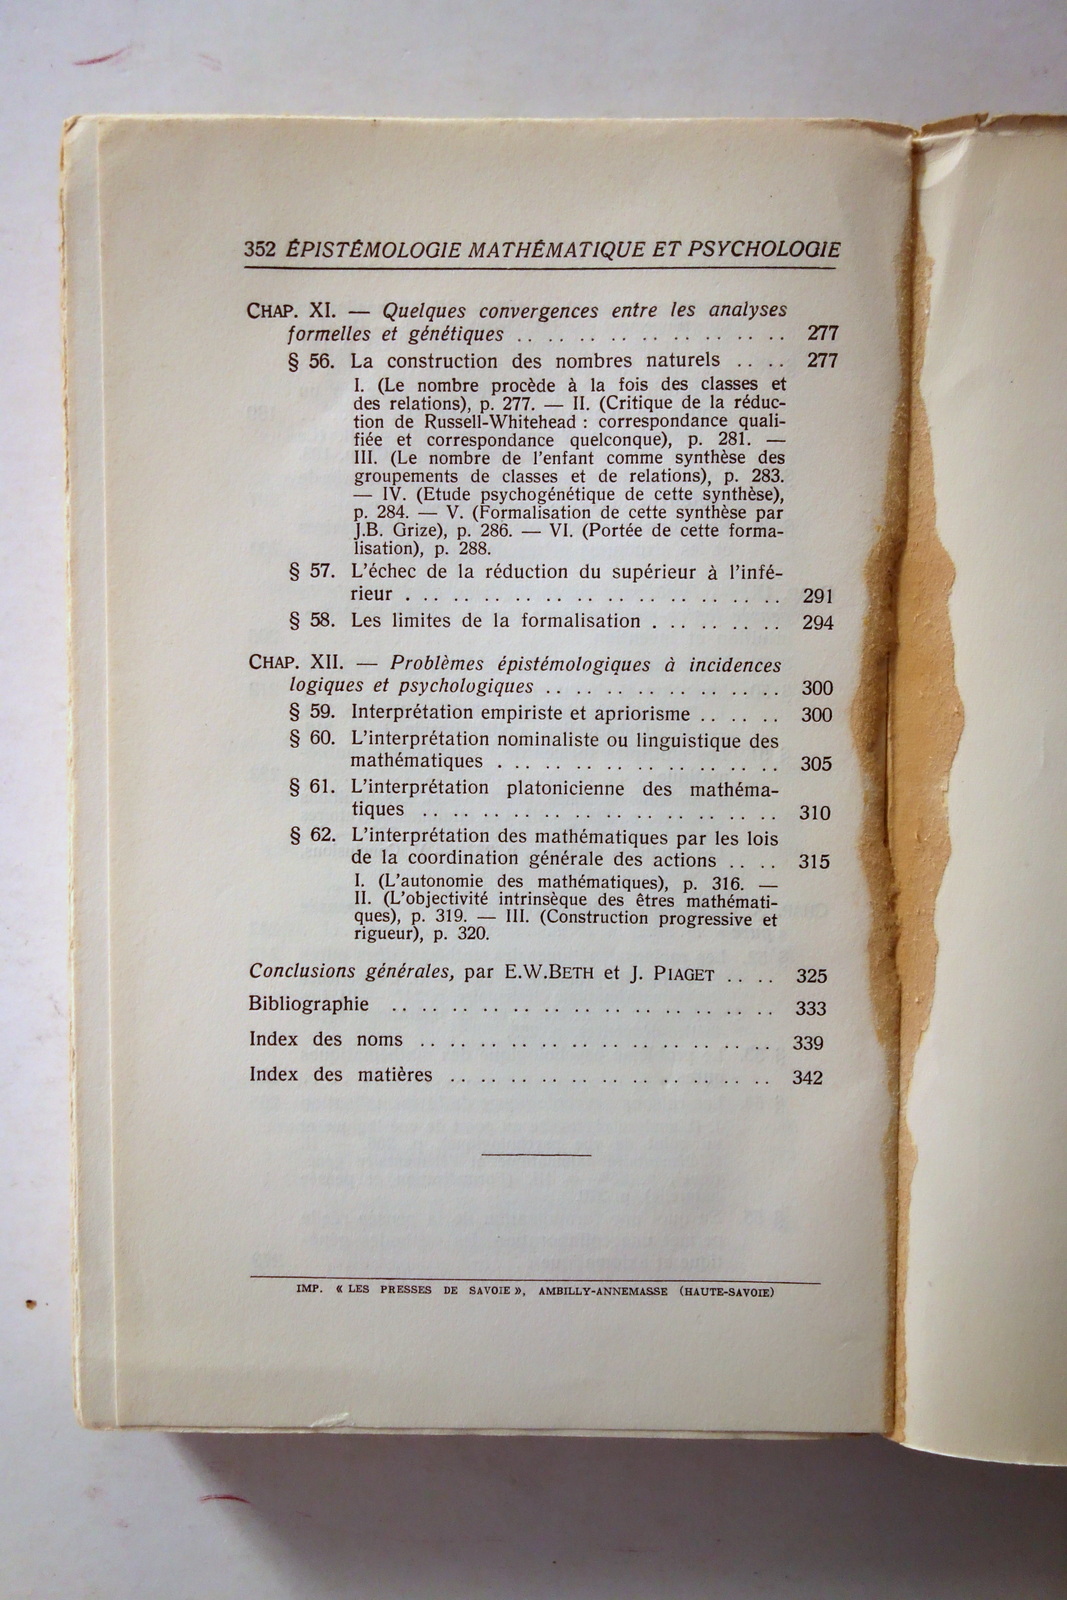 352 ÉPISTÉMOLOGIE MATHÉMATIQUE ET PSYCHOLOGIE
CHAP. XI. — Quelques convergences entre les analyses
formelles et génétiques .. .. .. .. .. .. .. .. .. 277
§ 56. La construction des nombres naturels .. .. 277
I. (Le nombre procède à la fois des classes et
des relations), p. 277. — II. (Critique de la réduc-
tion de Russell-Whitehead : correspondance quali-
fiée et correspondance quelconque), p. 281. —
III. (Le nombre de l'enfant comme synthèse des
groupements de classes et de relations), p. 283.
— IV. (Etude psychogénétique de cette synthèse),
p. 284. — V. (Formalisation de cette synthèse par
J.B. Grize), p. 286. — VI. (Portée de cette forma-
lisation), p. 288.
§ 57. L'échec de la réduction du supérieur à l'infé-
rieur . .. .. .. .. .. .. .. .. .. .. .. .. 291
§ 58. Les limites de la formalisation . .. .. .. .. 294
CHAP. XII. — Problèmes épistémologiques à incidences
logiques et psychologiques .. .. .. .. .. .. .. .. 300
§ 59. Interprétation empiriste et apriorisme .. .. .. 300
§ 60. L'interprétation nominaliste ou linguistique des
mathématiques . .. .. .. .. .. .. .. .. .. 305
§ 61. L'interprétation platonicienne des mathéma-
tiques .. .. .. .. .. .. .. .. .. .. .. .. 310
§ 62. L'interprétation des mathématiques par les lois
de la coordination générale des actions .. .. 315
I. (L'autonomie des mathématiques), p. 316. —
II. (L'objectivité intrinsèque des êtres mathémati-
ques), p. 319. — III. (Construction progressive et
rigueur), p. 320.
Conclusions générales, par E.W.BETH et J. PIAGET .. .. 325
Bibliographie .. .. .. .. .. .. .. .. .. .. .. .. .. 333
Index des noms .. .. .. .. .. .. .. .. .. .. .. .. 339
Index des matières .. .. .. .. .. .. .. .. .. .. .. 342
IMP. « LES PRESSES DE SAVOIE », AMBILLY-ANNEMASSE (HAUTE-SAVOIE)